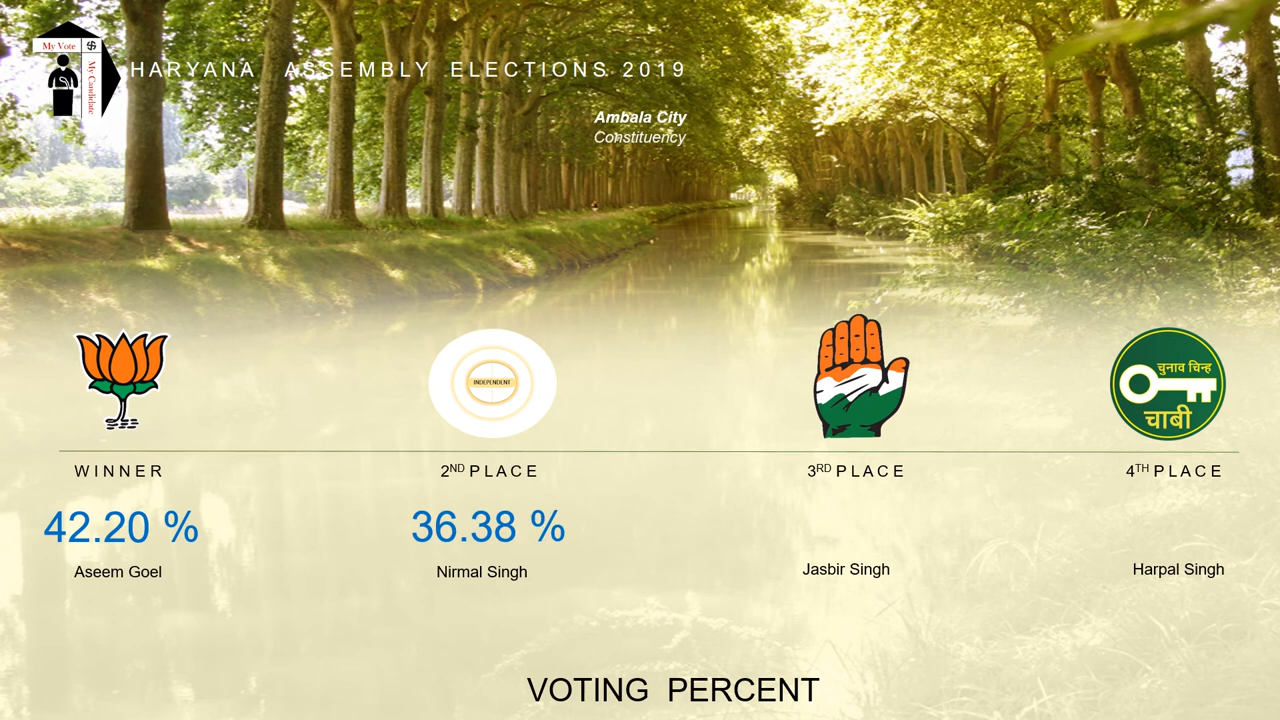 My Vote
My Candidate
HARYANA ASSEMBLY ELECTIONS 2019
Ambala City
Constituency
INDEPENDENT
चुनाव चिन्ह
चाबी
WINNER
2ND PLACE
3RD PLACE
4TH PLACE
42.20 %
36.38 %
Aseem Goel
Nirmal Singh
Jasbir Singh
Harpal Singh
VOTING PERCENT